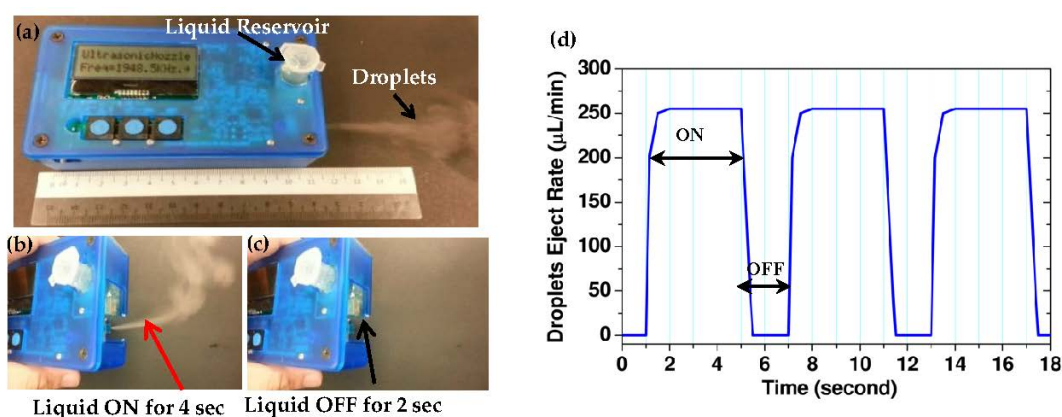 (a)
Liquid Reservoir
UltrasonicNozzle
Freq=1948.5KHz.+
Droplets
(b)
(c)
Liquid ON for 4 sec
Liquid OFF for 2 sec
(d)
Droplets Eject Rate (µL/min)
300
250
200
150
100
50
0
ON
OFF
0 2 4 6 8 10 12 14 16 18
Time (second)